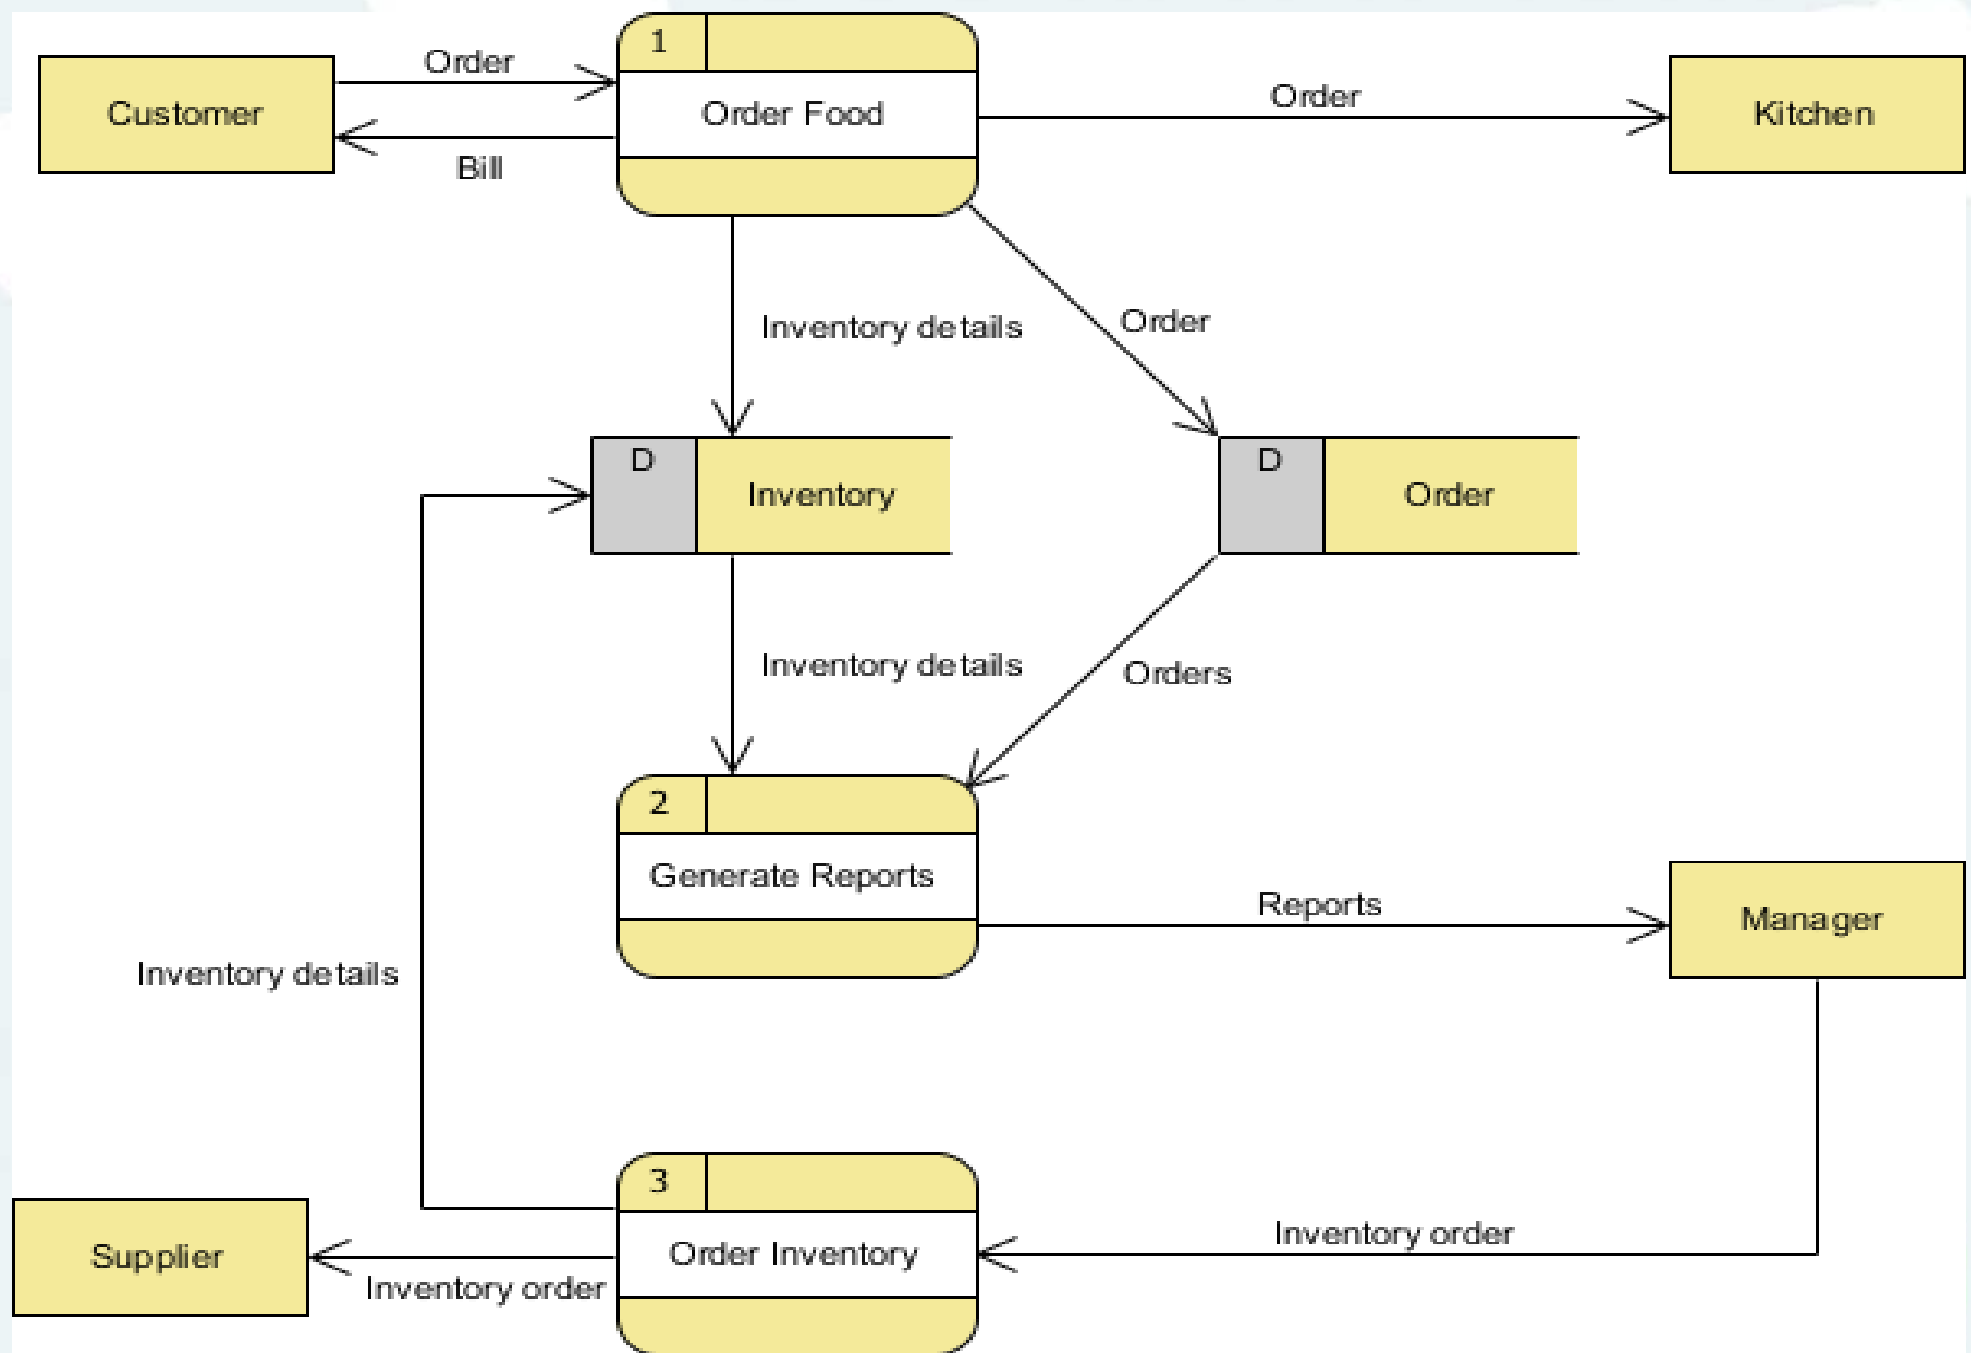 1
Order
Customer
Order Food
Order
Kitchen
Bill
Inventory details
Order
D
Inventory
D
Order
Inventory details
Orders
2
Generate Reports
Reports
Manager
Inventory details
3
Order Inventory
Inventory order
Supplier
Inventory order